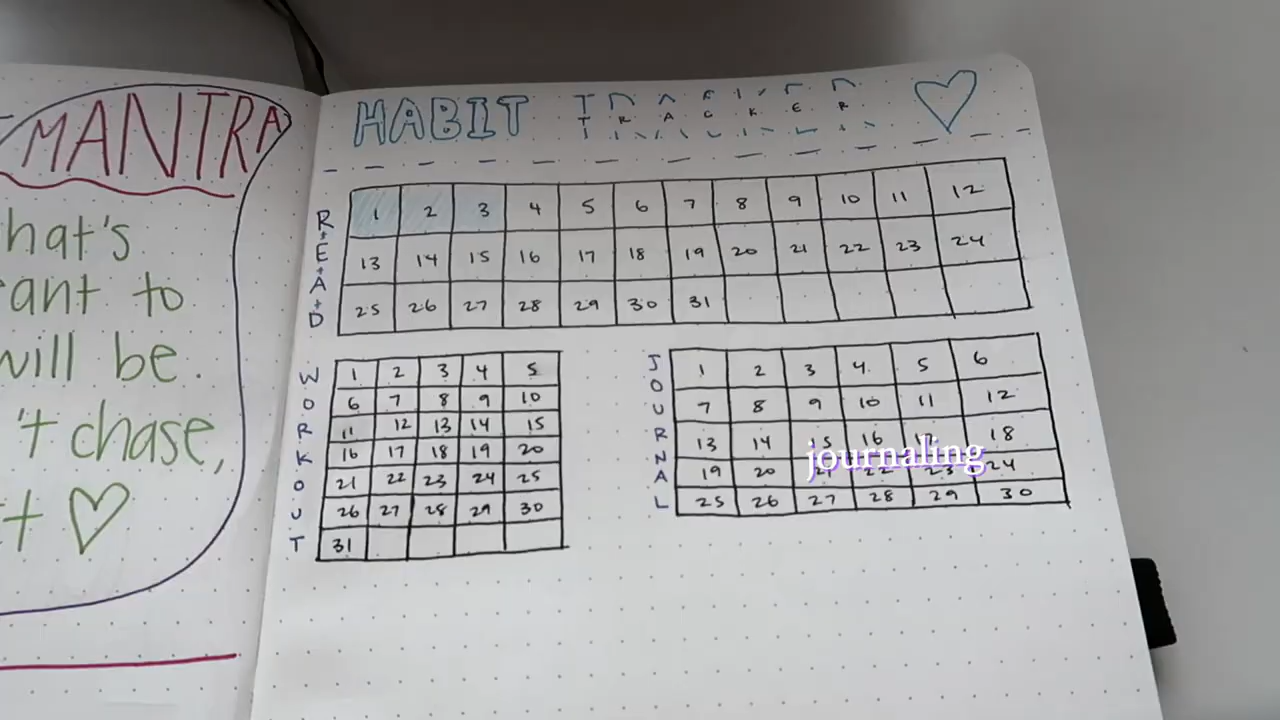 MANTRA
hat's
ant to
will be.
't chase,
t ♡
HABIT TRACKER ♡
READ
1 2 3 4 5 6 7 8 9 10 11 12
13 14 15 16 17 18 19 20 21 22 23 24
25 26 27 28 29 30 31
WORKOUT
1 2 3 4 5
6 7 8 9 10
11 12 13 14 15
16 17 18 19 20
21 22 23 24 25
26 27 28 29 30
31
JOURNAL
1 2 3 4 5 6
7 8 9 10 11 12
13 14 15 16 17 18
19 20 21 22 23 24
25 26 27 28 29 30
journaling